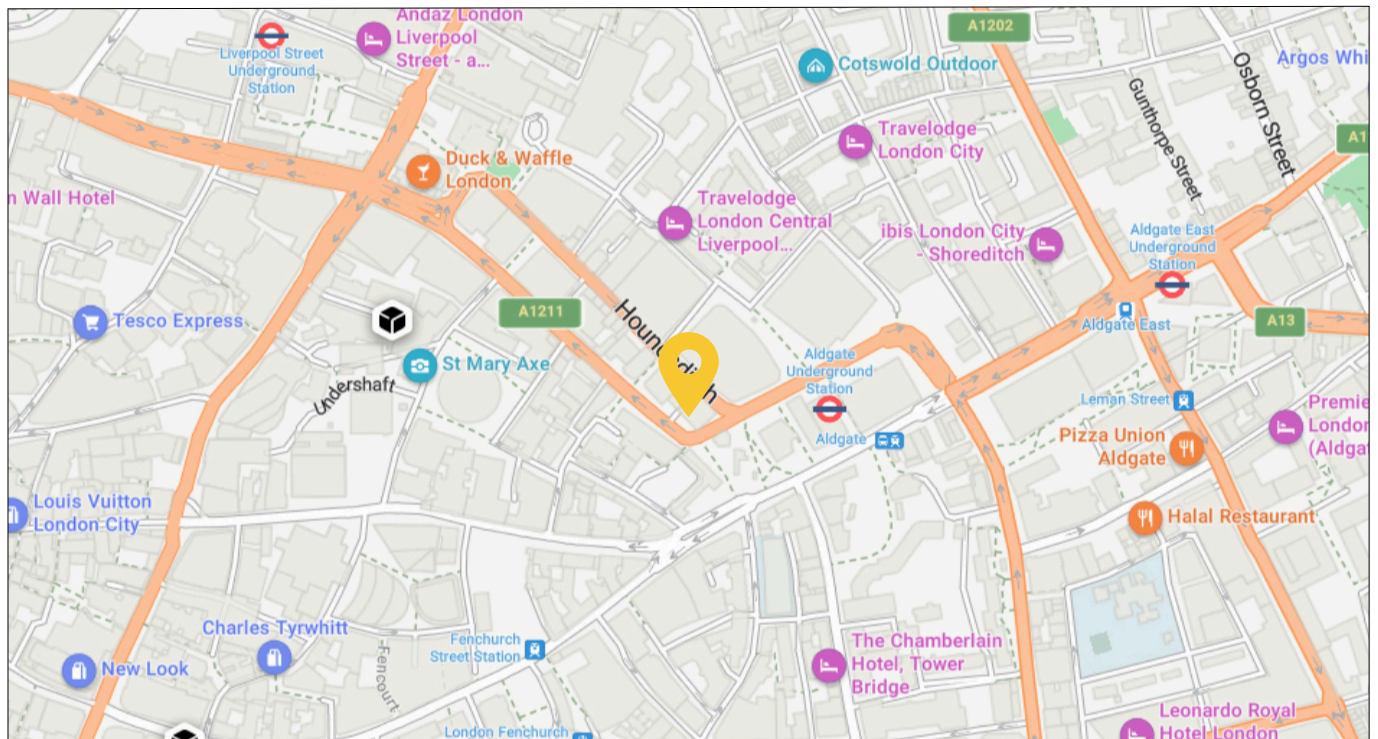 Andaz London
Liverpool
Street - a...
Liverpool Street
Underground
Station
A1202
Cotswold Outdoor
Osborn Street
Argos Whi
Gunthorpe Street
A1
Travelodge
London City
Duck & Waffle
London
n Wall Hotel
Travelodge
London Central
Liverpool...
ibis London City
- Shoreditch
Aldgate East
Underground
Station
A1211
Tesco Express
Aldgate East
A13
St Mary Axe
Undershaft
Aldgate
Underground
Station
Leman Street
Premie
London
(Aldgat
Aldgate
Pizza Union
Aldgate
Louis Vuitton
London City
Halal Restaurant
Charles Tyrwhitt
New Look
Fenchurch
Street Station
Fencourt
The Chamberlain
Hotel, Tower
Bridge
London Fenchurch
Leonardo Royal
Hotel London